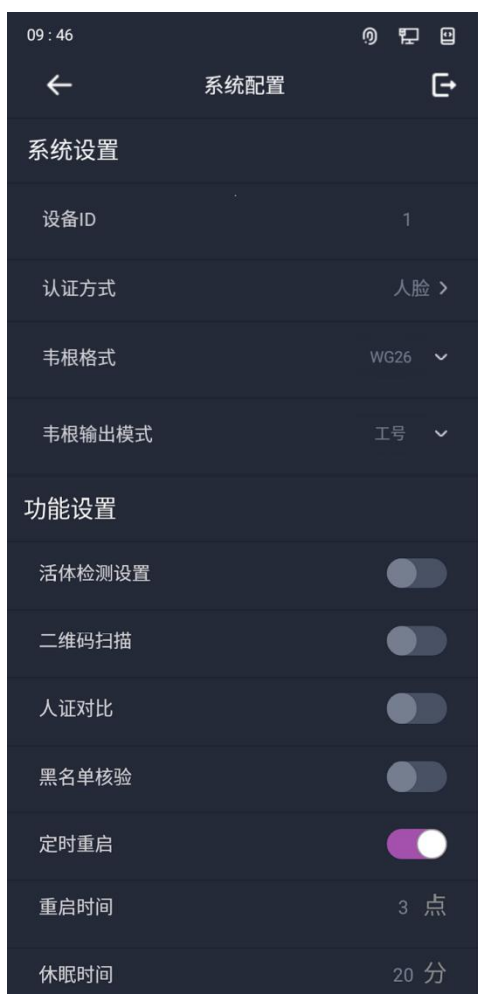 09 : 46
系统配置
系统设置
设备ID 1
认证方式 人脸
韦根格式 WG26
韦根输出模式 工号
功能设置
活体检测设置
二维码扫描
人证对比
黑名单核验
定时重启
重启时间 3 点
休眠时间 20 分